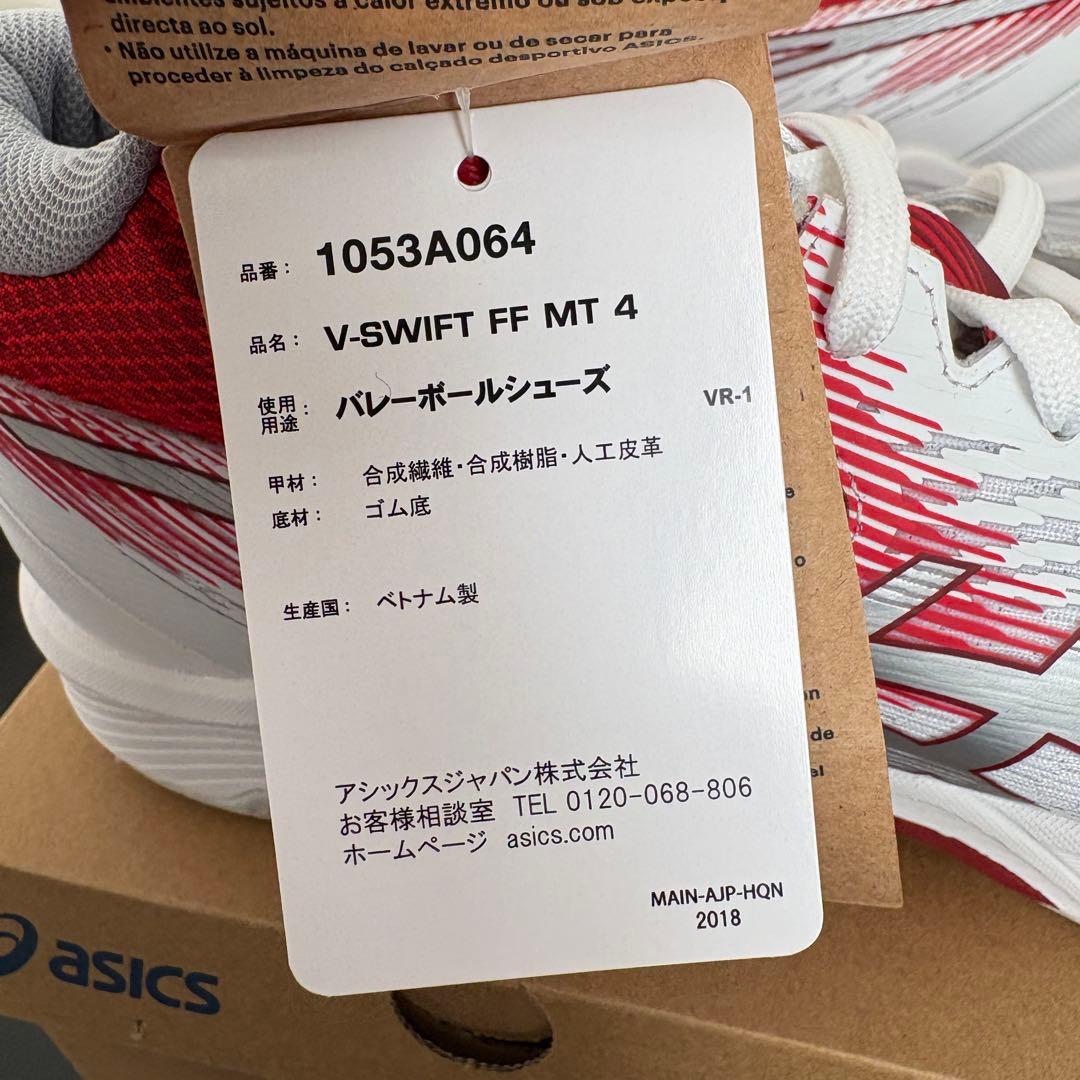 directa ao sol.
• Não utilize a máquina de lavar ou de secar para
proceder à limpeza do calçado desportivo ASICS.
品番： 1053A064
品名： V-SWIFT FF MT 4
使用用途： バレーボールシューズ VR-1
甲材： 合成繊維・合成樹脂・人工皮革
底材： ゴム底
生産国： ベトナム製
アシックスジャパン株式会社
お客様相談室 TEL 0120-068-806
ホームページ asics.com
MAIN-AJP-HQN
2018
de
asics